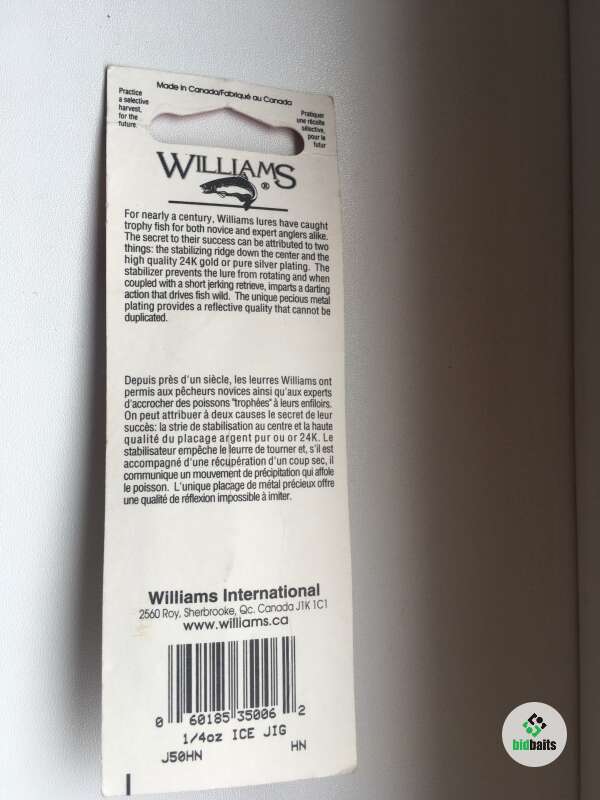 Made in Canada/Fabriqué au Canada
Practice
a selective
harvest,
for the
future.
Pratiquer
une récolte
sélective,
pour le
futur
WILLIAMS
®
For nearly a century, Williams lures have caught
trophy fish for both novice and expert anglers alike.
The secret to their success can be attributed to two
things: the stabilizing ridge down the center and the
high quality 24K gold or pure silver plating. The
stabilizer prevents the lure from rotating and when
coupled with a short jerking retrieve, imparts a darting
action that drives fish wild. The unique pecious metal
plating provides a reflective quality that cannot be
duplicated.
Depuis près d'un siècle, les leurres Williams ont
permis aux pêcheurs novices ainsi qu'aux experts
d'accrocher des poissons "trophées" à leurs enfiloirs.
On peut attribuer à deux causes le secret de leur
succès: la strie de stabilisation au centre et la haute
qualité du placage argent pur ou or 24K. Le
stabilisateur empêche le leurre de tourner et, s'il est
accompagné d'une récupération d'un coup sec, il
communique un mouvement de précipitation qui affole
le poisson. L'unique placage de métal précieux offre
une qualité de réflexion impossible à imiter.
Williams International
2560 Roy, Sherbrooke, Qc. Canada J1K 1C1
www.williams.ca
0 60185 35006 2
1/4oz ICE JIG
J50HN HN
bidbaits